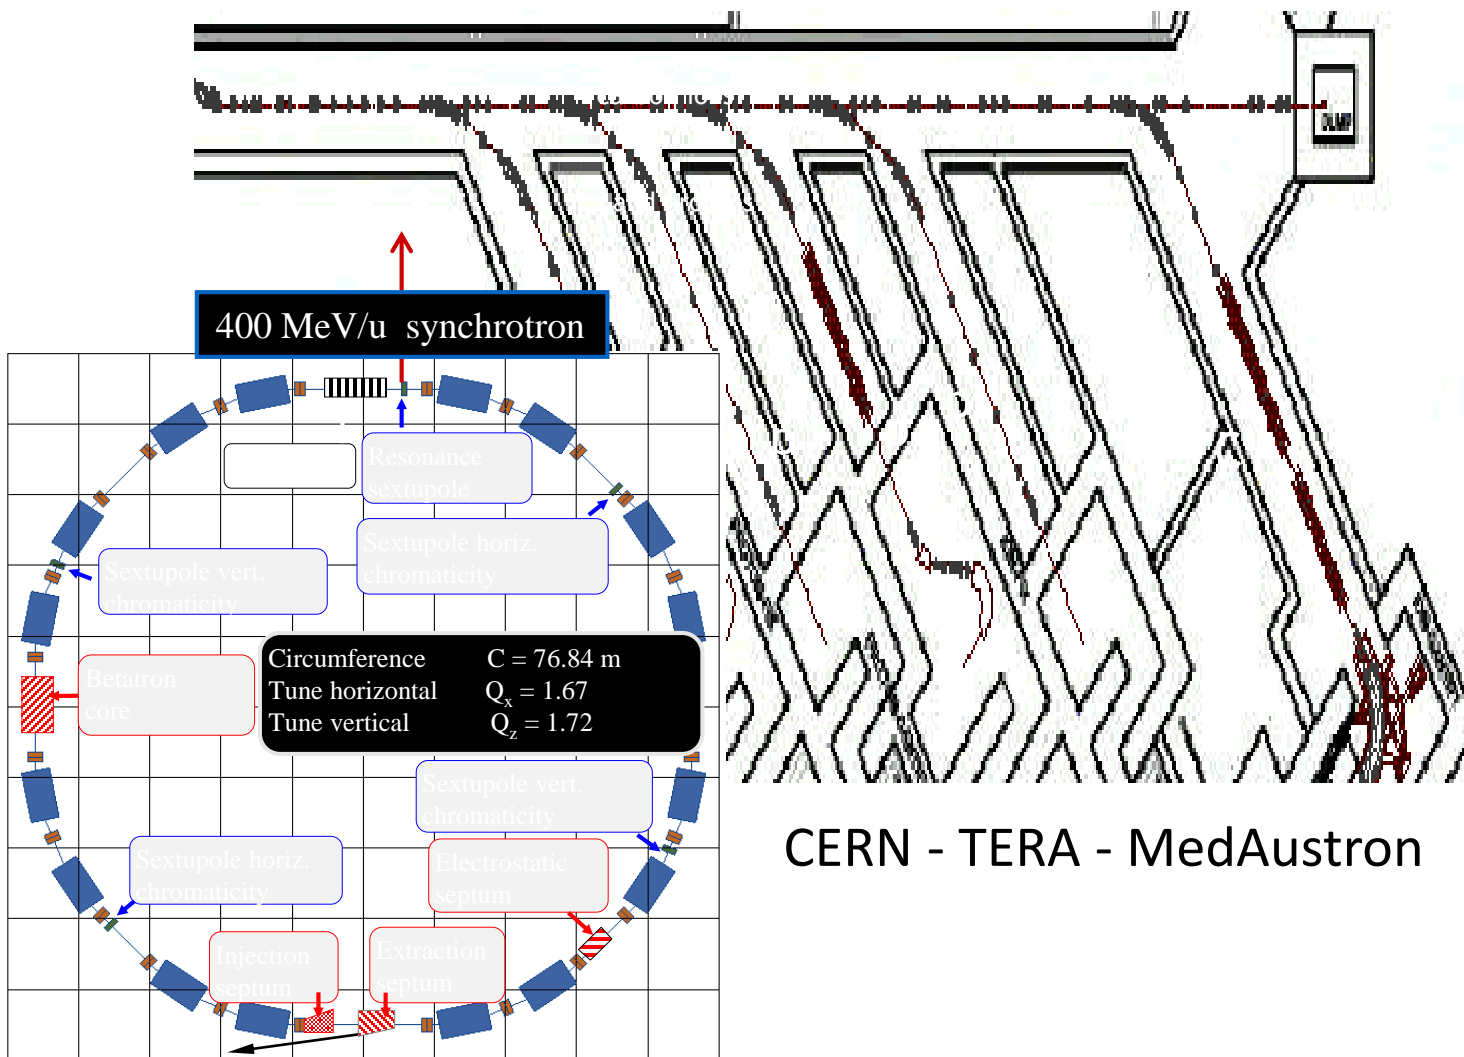 DUMP
400 MeV/u synchrotron
Resonance
sextupole
Sextupole horiz.
chromaticity
Sextupole vert.
chromaticity
Circumference C = 76.84 m
Tune horizontal Qx = 1.67
Tune vertical Qz = 1.72
Betatron
core
Sextupole vert.
chromaticity
Sextupole horiz.
chromaticity
Electrostatic
septum
Injection
septum
Extraction
septum
CERN - TERA - MedAustron